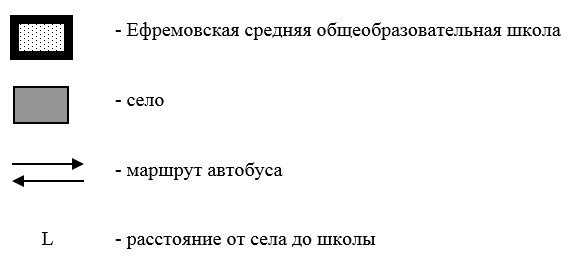 - Ефремовская средняя общеобразовательная школа
- село
- маршрут автобуса
L - расстояние от села до школы